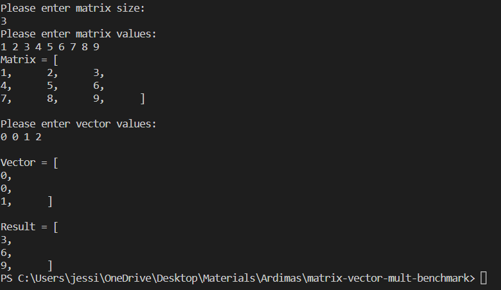 Please enter matrix size:
3
Please enter matrix values:
1 2 3 4 5 6 7 8 9
Matrix = [
1,      2,      3,
4,      5,      6,
7,      8,      9,      ]
Please enter vector values:
0 0 1 2
Vector = [
0,
0,
1,      ]
Result = [
3,
6,
9,      ]
PS C:\Users\jessi\OneDrive\Desktop\Materials\Ardimas\matrix-vector-mult-benchmark>